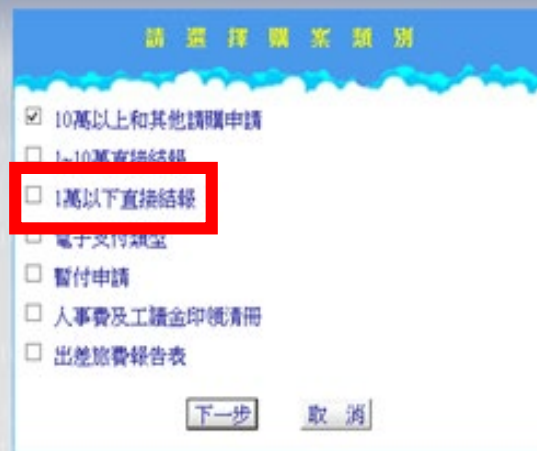 請選擇購案類別
10萬以上和其他請購申請
1~10萬直接結報
1萬以下直接結報
電子支付類型
暫付申請
人事費及工讀金印領清冊
出差旅費報告表
下一步 取 消